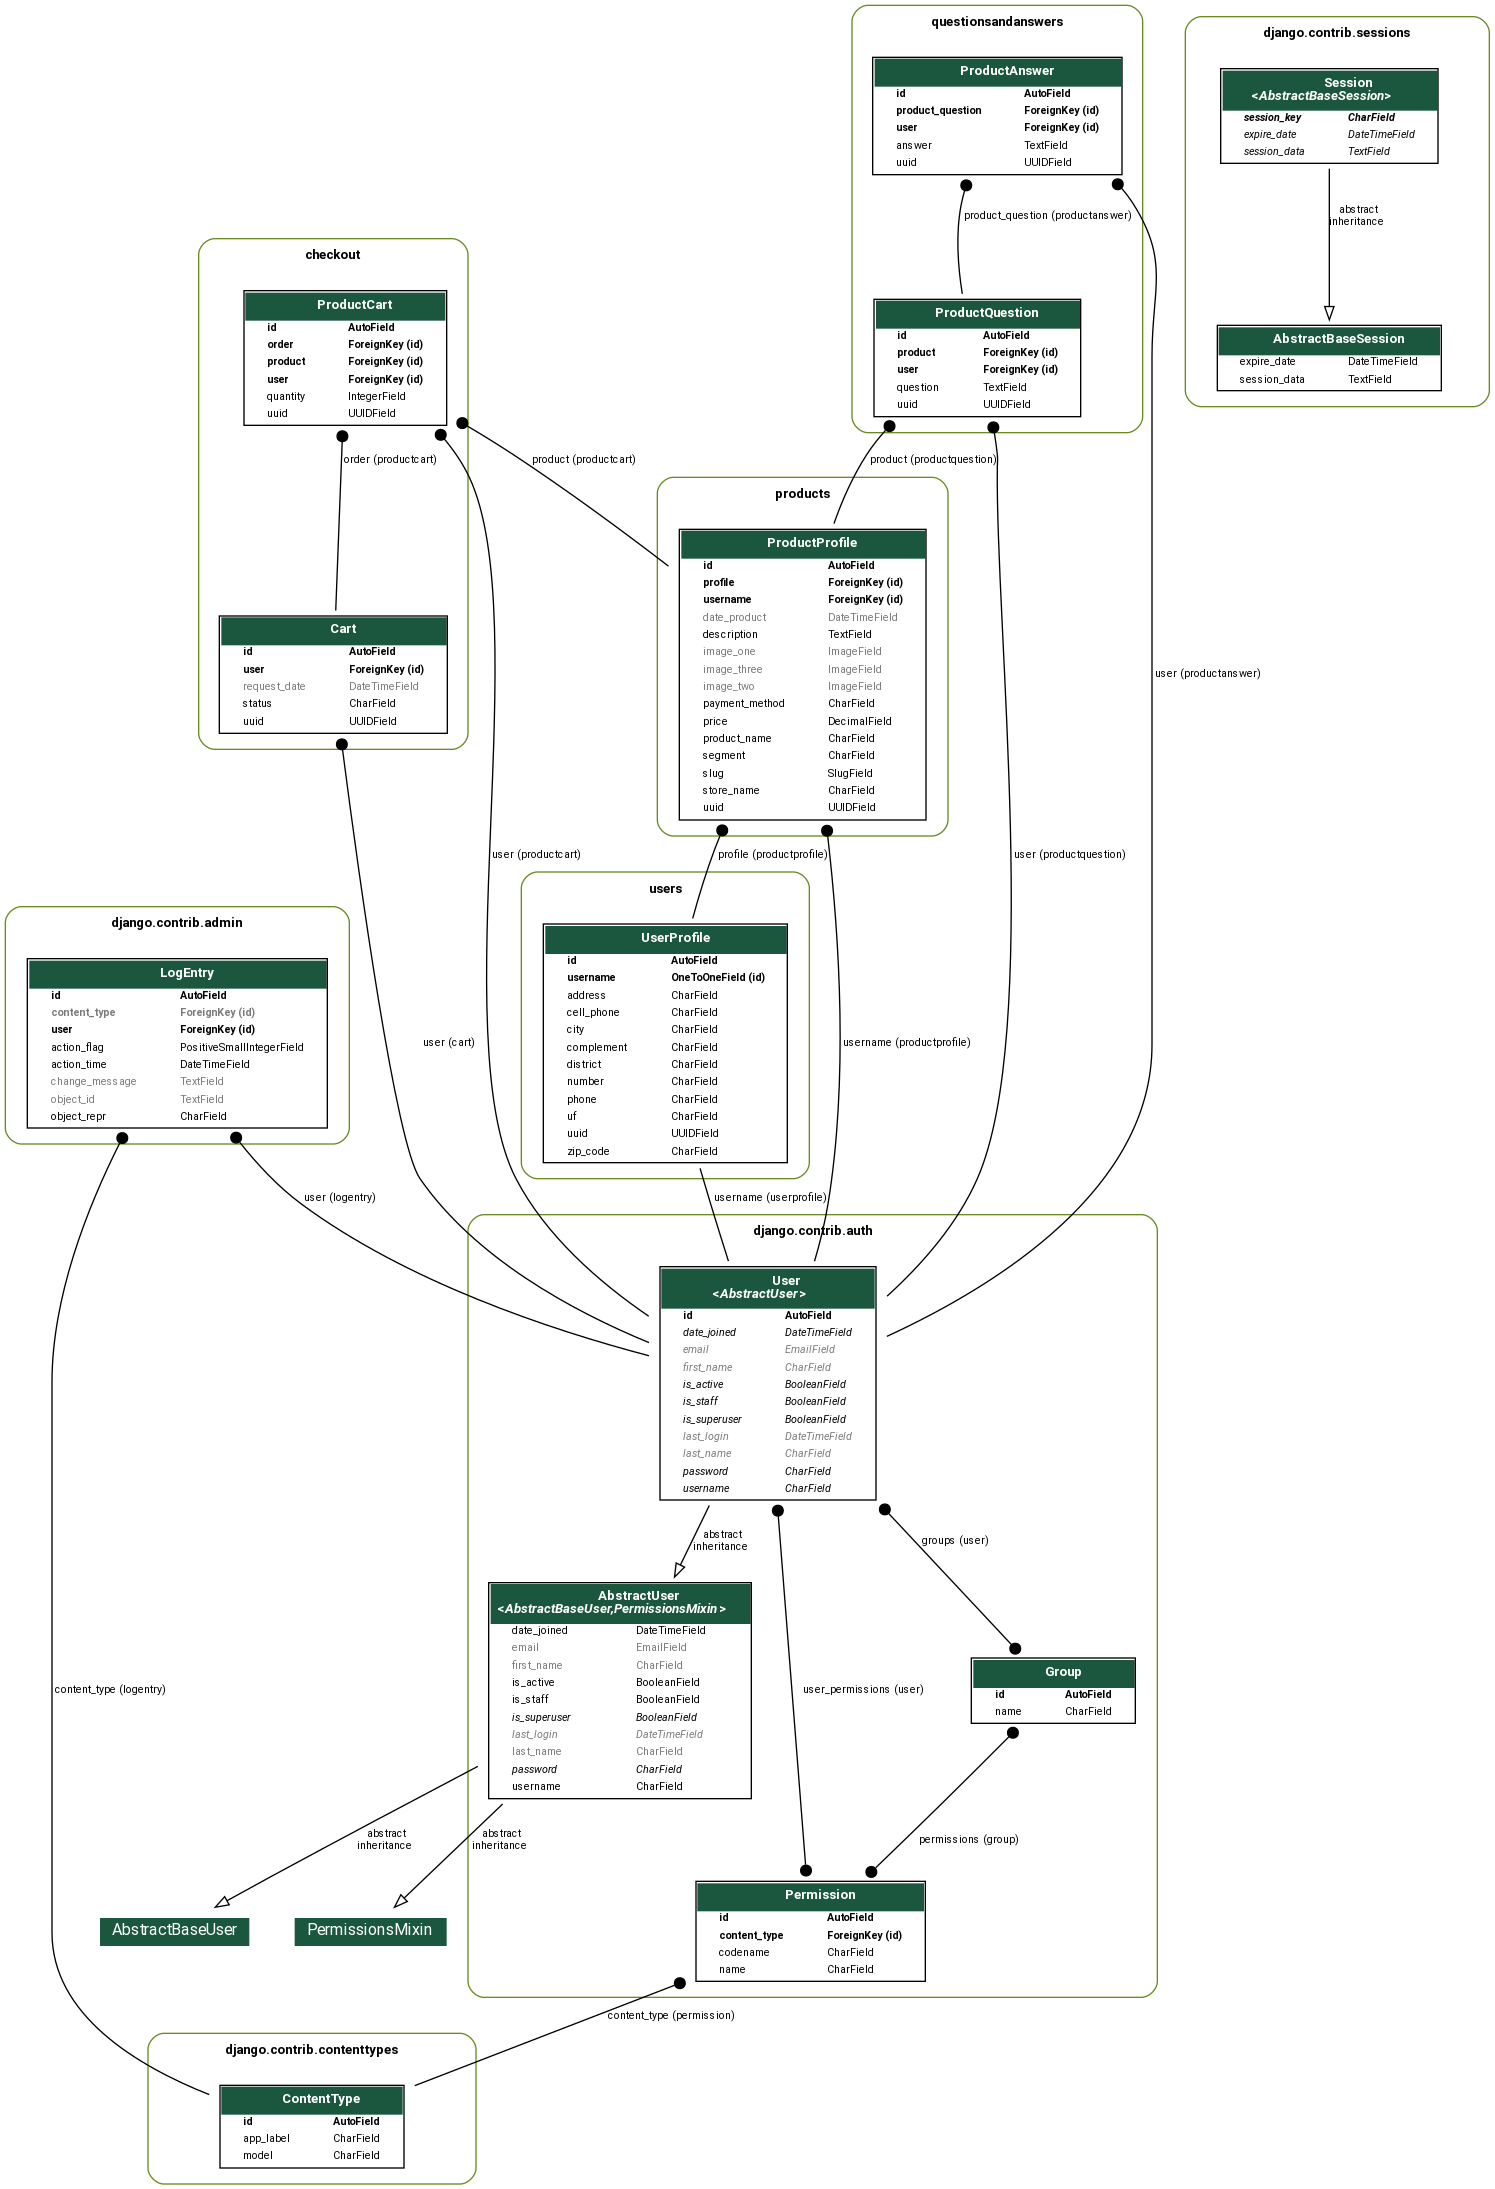 questionsandanswers
ProductAnswer
id AutoField
product_question ForeignKey (id)
user ForeignKey (id)
answer TextField
uuid UUIDField
product_question (productanswer)
ProductQuestion
id AutoField
product ForeignKey (id)
user ForeignKey (id)
question TextField
uuid UUIDField
django.contrib.sessions
Session
<AbstractBaseSession>
session_key CharField
expire_date DateTimeField
session_data TextField
abstract
inheritance
AbstractBaseSession
expire_date DateTimeField
session_data TextField
checkout
ProductCart
id AutoField
order ForeignKey (id)
product ForeignKey (id)
user ForeignKey (id)
quantity IntegerField
uuid UUIDField
order (productcart)
product (productcart)
product (productquestion)
Cart
id AutoField
user ForeignKey (id)
request_date DateTimeField
status CharField
uuid UUIDField
products
ProductProfile
id AutoField
profile ForeignKey (id)
username ForeignKey (id)
date_product DateTimeField
description TextField
image_one ImageField
image_three ImageField
image_two ImageField
payment_method CharField
price DecimalField
product_name CharField
segment CharField
slug SlugField
store_name CharField
uuid UUIDField
user (productanswer)
user (productcart)
profile (productprofile)
user (productquestion)
users
UserProfile
id AutoField
username OneToOneField (id)
address CharField
cell_phone CharField
city CharField
complement CharField
district CharField
number CharField
phone CharField
uf CharField
uuid UUIDField
zip_code CharField
django.contrib.admin
LogEntry
id AutoField
content_type ForeignKey (id)
user ForeignKey (id)
action_flag PositiveSmallIntegerField
action_time DateTimeField
change_message TextField
object_id TextField
object_repr CharField
user (cart)
username (productprofile)
user (logentry)
username (userprofile)
django.contrib.auth
User
<AbstractUser>
id AutoField
date_joined DateTimeField
email EmailField
first_name CharField
is_active BooleanField
is_staff BooleanField
is_superuser BooleanField
last_login DateTimeField
last_name CharField
password CharField
username CharField
abstract
inheritance
groups (user)
AbstractUser
<AbstractBaseUser,PermissionsMixin>
date_joined DateTimeField
email EmailField
first_name CharField
is_active BooleanField
is_staff BooleanField
is_superuser BooleanField
last_login DateTimeField
last_name CharField
password CharField
username CharField
content_type (logentry)
user_permissions (user)
Group
id AutoField
name CharField
abstract
inheritance
abstract
inheritance
permissions (group)
AbstractBaseUser
PermissionsMixin
Permission
id AutoField
content_type ForeignKey (id)
codename CharField
name CharField
content_type (permission)
django.contrib.contenttypes
ContentType
id AutoField
app_label CharField
model CharField